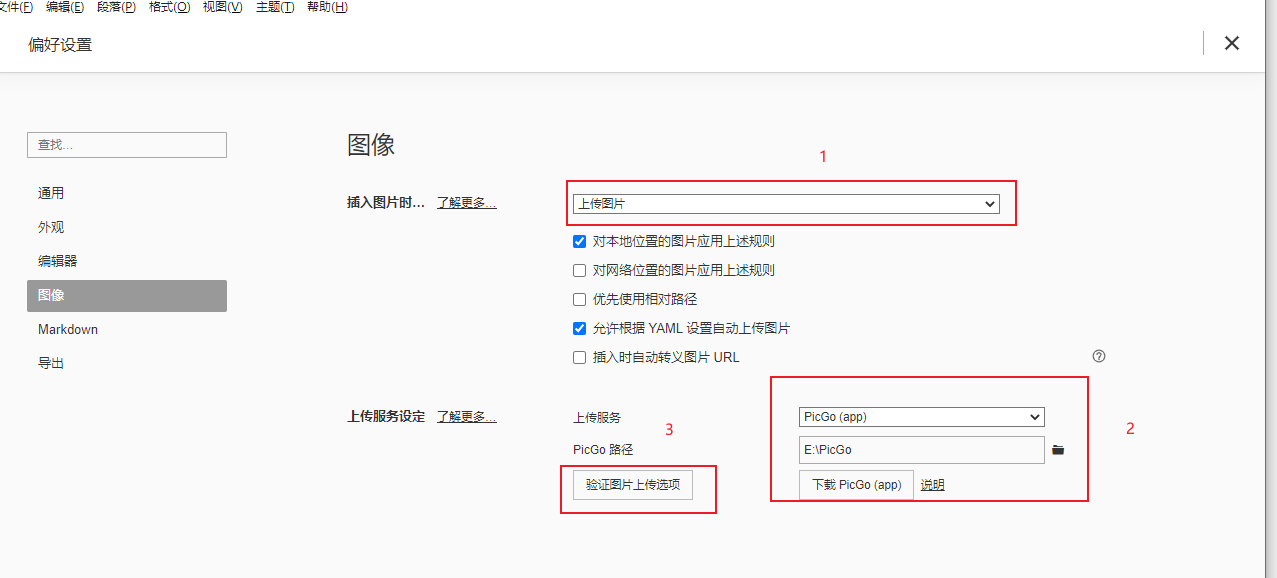 文件(F) 编辑(E) 段落(P) 格式(O) 视图(V) 主题(T) 帮助(H)
偏好设置
查找...
通用
外观
编辑器
图像
Markdown
导出
图像
1
插入图片时... 了解更多...
上传图片
对本地位置的图片应用上述规则
对网络位置的图片应用上述规则
优先使用相对路径
允许根据 YAML 设置自动上传图片
插入时自动转义图片 URL
上传服务设定 了解更多...
上传服务 PicGo (app)
3
2
PicGo 路径 E:\PicGo
验证图片上传选项 下载 PicGo (app) 说明